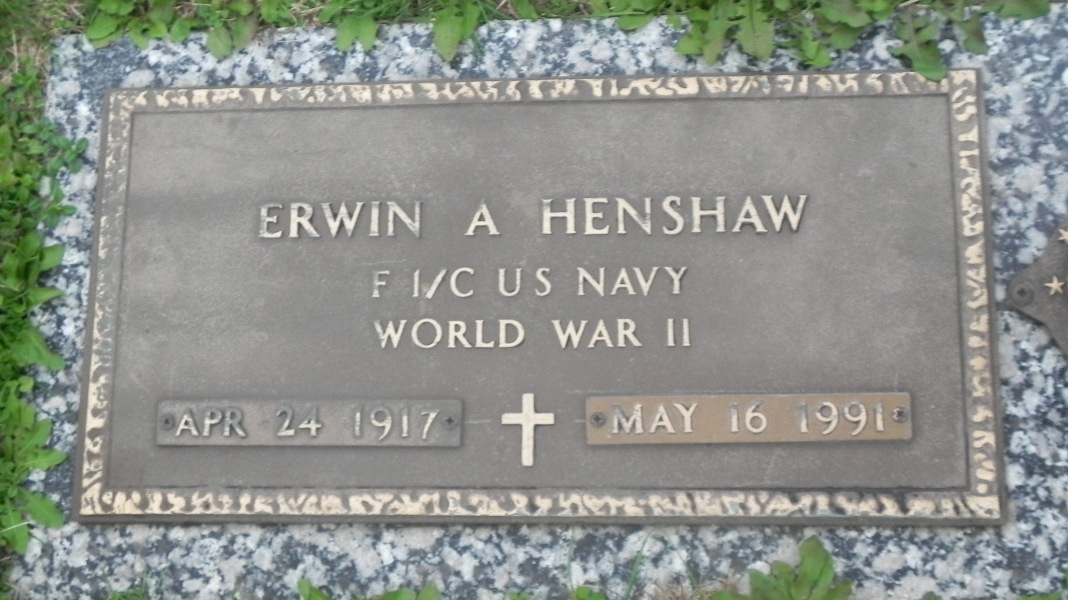 ERWIN A HENSHAW
F 1/C US NAVY
WORLD WAR II
APR 24 1917 MAY 16 1991